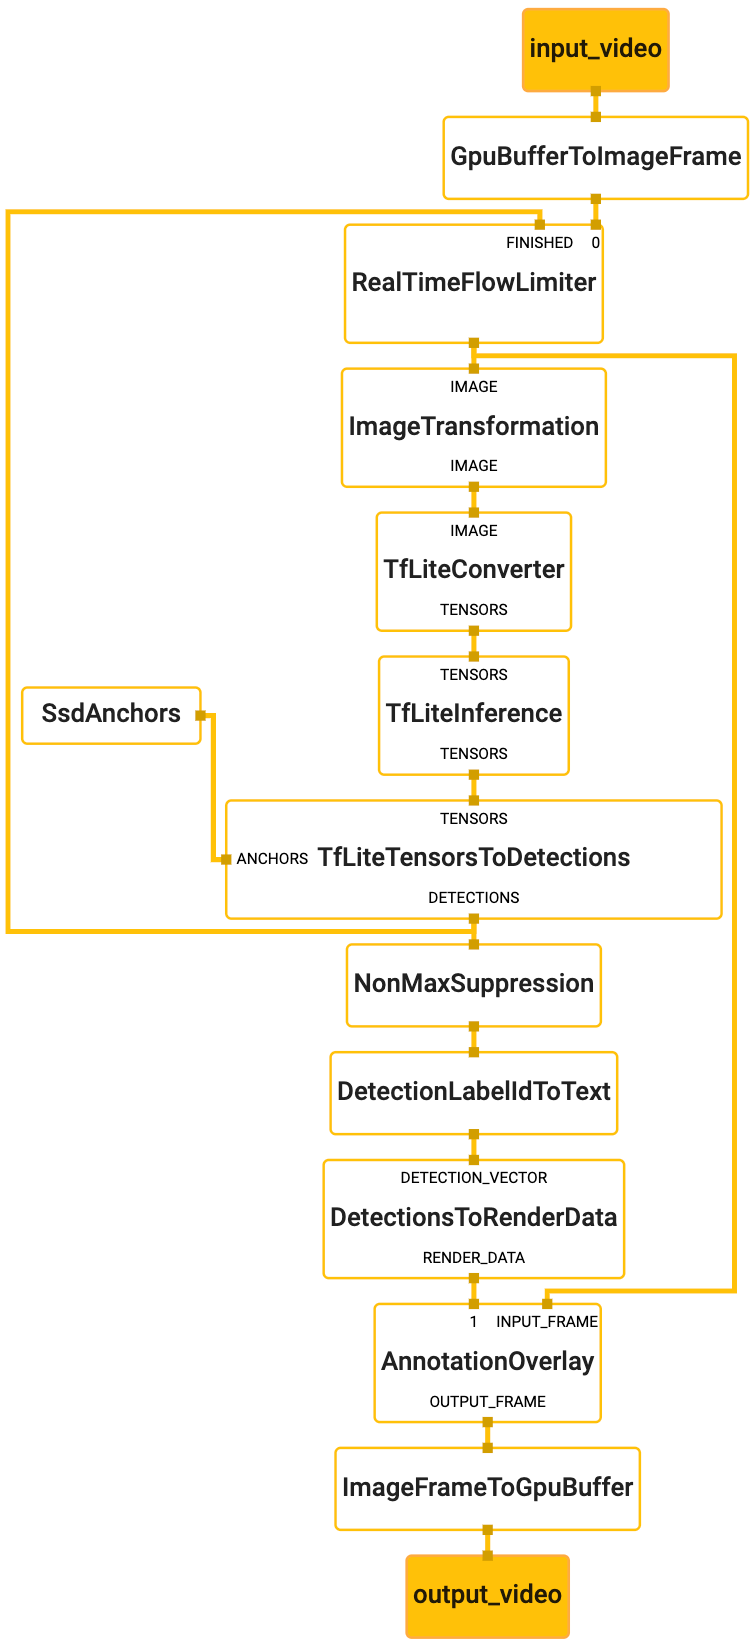 input_video
GpuBufferToImageFrame
FINISHED 0
RealTimeFlowLimiter
IMAGE
ImageTransformation
IMAGE
IMAGE
TfLiteConverter
TENSORS
TENSORS
SsdAnchors TfLiteInference
TENSORS
TENSORS
ANCHORS TfLiteTensorsToDetections
DETECTIONS
NonMaxSuppression
DetectionLabelIdToText
DETECTION_VECTOR
DetectionsToRenderData
RENDER_DATA
1 INPUT_FRAME
AnnotationOverlay
OUTPUT_FRAME
ImageFrameToGpuBuffer
output_video